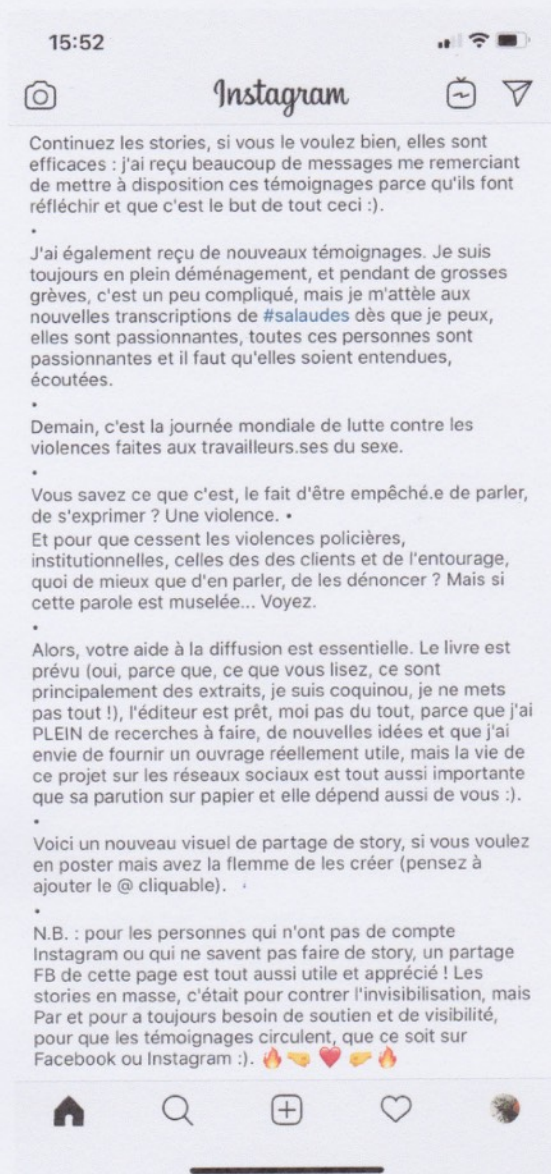 15:52
Instagram
Continuez les stories, si vous le voulez bien, elles sont
efficaces : j'ai reçu beaucoup de messages me remerciant
de mettre à disposition ces témoignages parce qu'ils font
réfléchir et que c'est le but de tout ceci :).
•
J'ai également reçu de nouveaux témoignages. Je suis
toujours en plein déménagement, et pendant de grosses
grèves, c'est un peu compliqué, mais je m'attèle aux
nouvelles transcriptions de #salaudes dès que je peux,
elles sont passionnantes, toutes ces personnes sont
passionnantes et il faut qu'elles soient entendues,
écoutées.
•
Demain, c'est la journée mondiale de lutte contre les
violences faites aux travailleurs.ses du sexe.
•
Vous savez ce que c'est, le fait d'être empêché.e de parler,
de s'exprimer ? Une violence. •
Et pour que cessent les violences policières,
institutionnelles, celles des des clients et de l'entourage,
quoi de mieux que d'en parler, de les dénoncer ? Mais si
cette parole est muselée... Voyez.
•
Alors, votre aide à la diffusion est essentielle. Le livre est
prévu (oui, parce que, ce que vous lisez, ce sont
principalement des extraits, je suis coquinou, je ne mets
pas tout !), l'éditeur est prêt, moi pas du tout, parce que j'ai
PLEIN de recerches à faire, de nouvelles idées et que j'ai
envie de fournir un ouvrage réellement utile, mais la vie de
ce projet sur les réseaux sociaux est tout aussi importante
que sa parution sur papier et elle dépend aussi de vous :).
•
Voici un nouveau visuel de partage de story, si vous voulez
en poster mais avez la flemme de les créer (pensez à
ajouter le @ cliquable).
•
N.B. : pour les personnes qui n'ont pas de compte
Instagram ou qui ne savent pas faire de story, un partage
FB de cette page est tout aussi utile et apprécié ! Les
stories en masse, c'était pour contrer l'invisibilisation, mais
Par et pour a toujours besoin de soutien et de visibilité,
pour que les témoignages circulent, que ce soit sur
Facebook ou Instagram :). 🔥🤜❤️🤛🔥